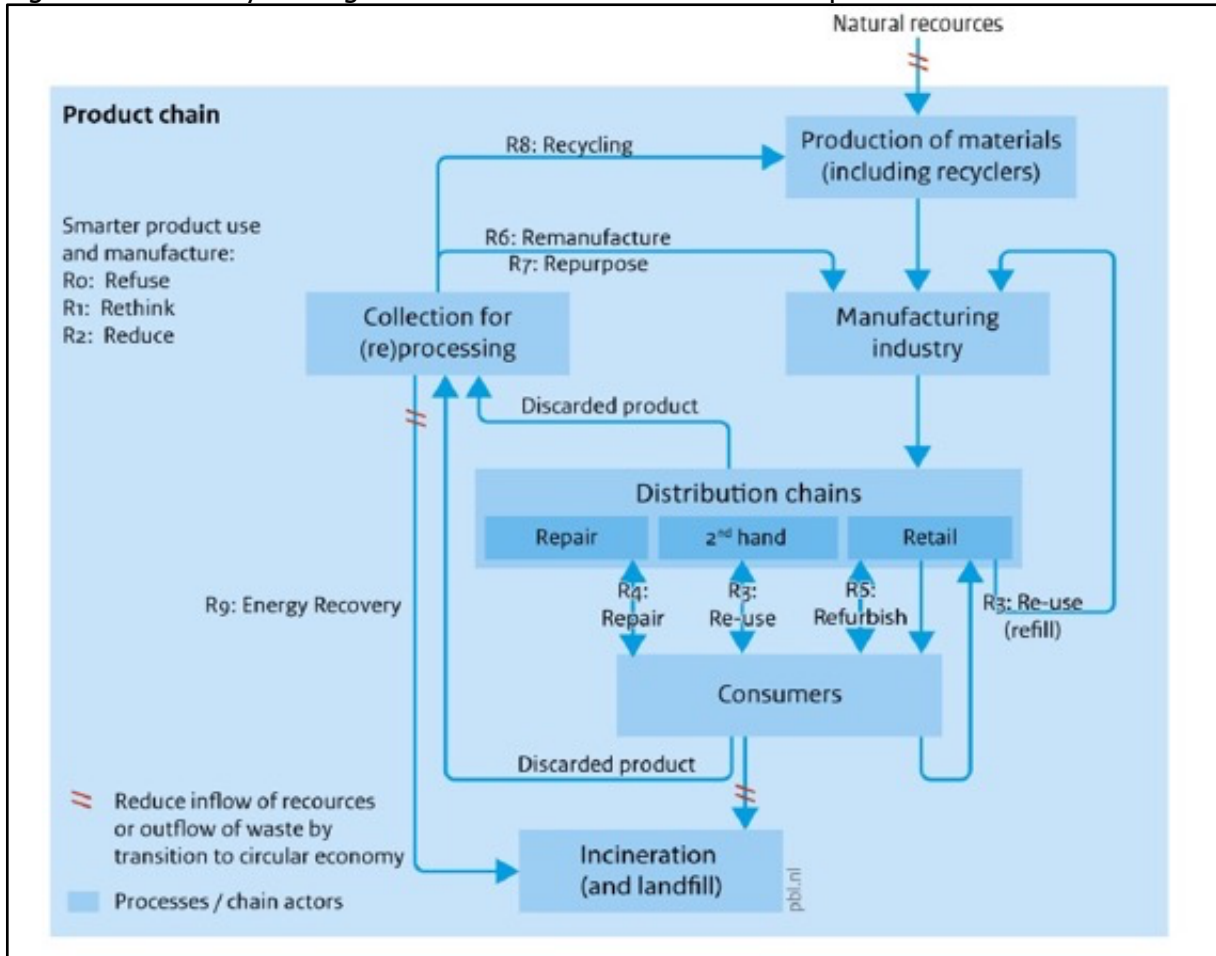 Natural recources
Product chain
R8: Recycling
Production of materials
(including recyclers)
Smarter product use
and manufacture:
R0: Refuse
R1: Rethink
R2: Reduce
R6: Remanufacture
R7: Repurpose
Collection for
(re)processing
Manufacturing
industry
Discarded product
Distribution chains
Repair
2nd hand
Retail
R9: Energy Recovery
R4:
Repair
R3:
Re-use
R5:
Refurbish
R3: Re-use
(refill)
Consumers
Discarded product
Reduce inflow of recources
or outflow of waste by
transition to circular economy
Processes / chain actors
Incineration
(and landfill)
pbl.nl